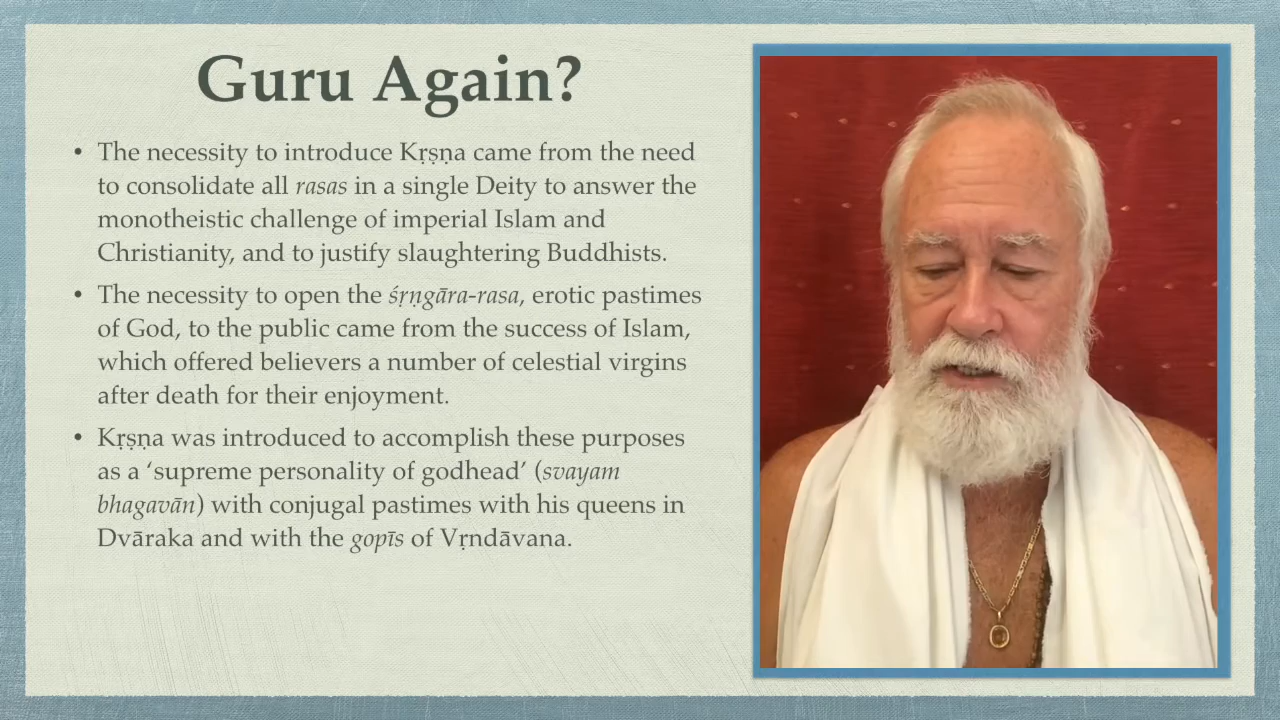 Guru Again?
• The necessity to introduce Kṛṣṇa came from the need
to consolidate all rasas in a single Deity to answer the
monotheistic challenge of imperial Islam and
Christianity, and to justify slaughtering Buddhists.
• The necessity to open the śṛṇgāra-rasa, erotic pastimes
of God, to the public came from the success of Islam,
which offered believers a number of celestial virgins
after death for their enjoyment.
• Kṛṣṇa was introduced to accomplish these purposes
as a ‘supreme personality of godhead’ (svayam
bhagavān) with conjugal pastimes with his queens in
Dvāraka and with the gopīs of Vṛndāvana.